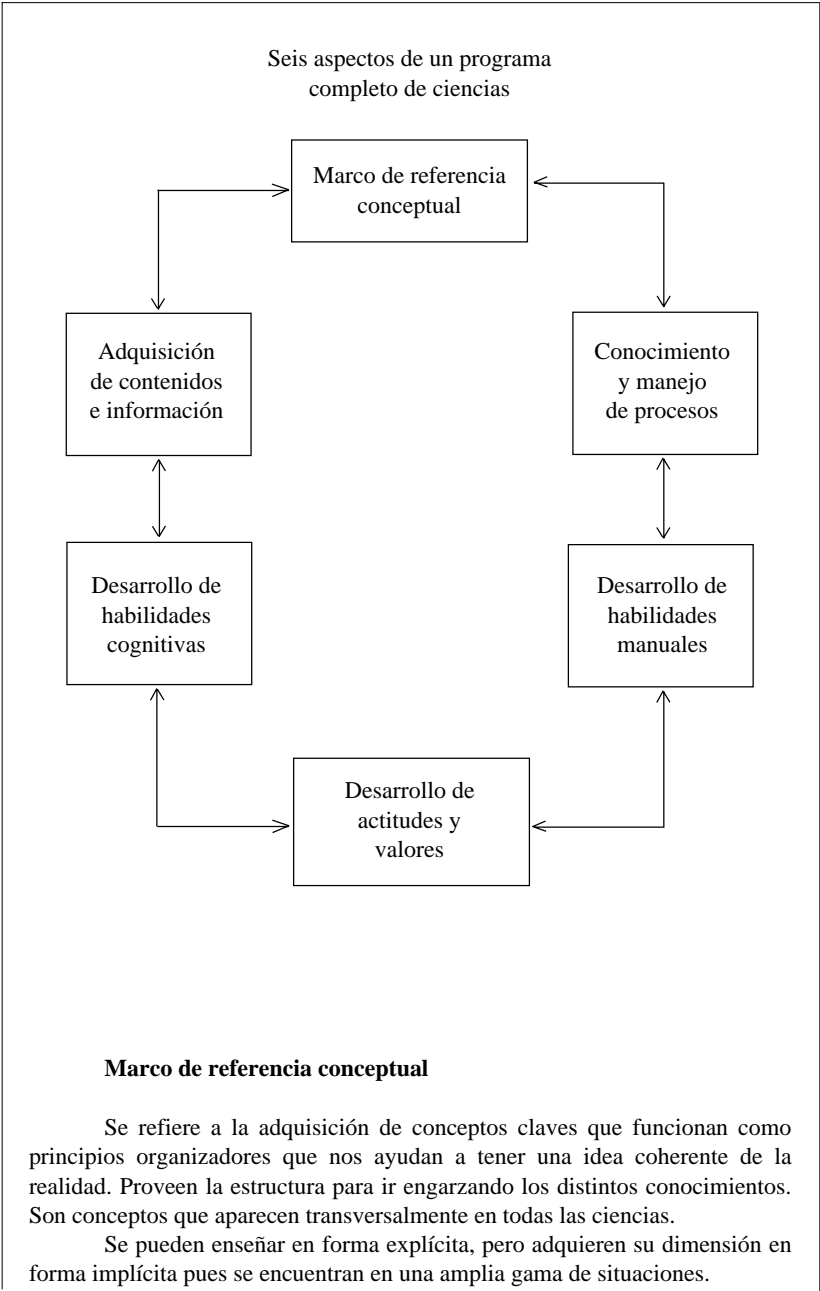 Seis aspectos de un programa
completo de ciencias
Marco de referencia
conceptual
Adquisición
de contenidos
e información
Conocimiento
y manejo
de procesos
Desarrollo de
habilidades
cognitivas
Desarrollo de
habilidades
manuales
Desarrollo de
actitudes y
valores
Marco de referencia conceptual
Se refiere a la adquisición de conceptos claves que funcionan como
principios organizadores que nos ayudan a tener una idea coherente de la
realidad. Proveen la estructura para ir engarzando los distintos conocimientos.
Son conceptos que aparecen transversalmente en todas las ciencias.
Se pueden enseñar en forma explícita, pero adquieren su dimensión en
forma implícita pues se encuentran en una amplia gama de situaciones.